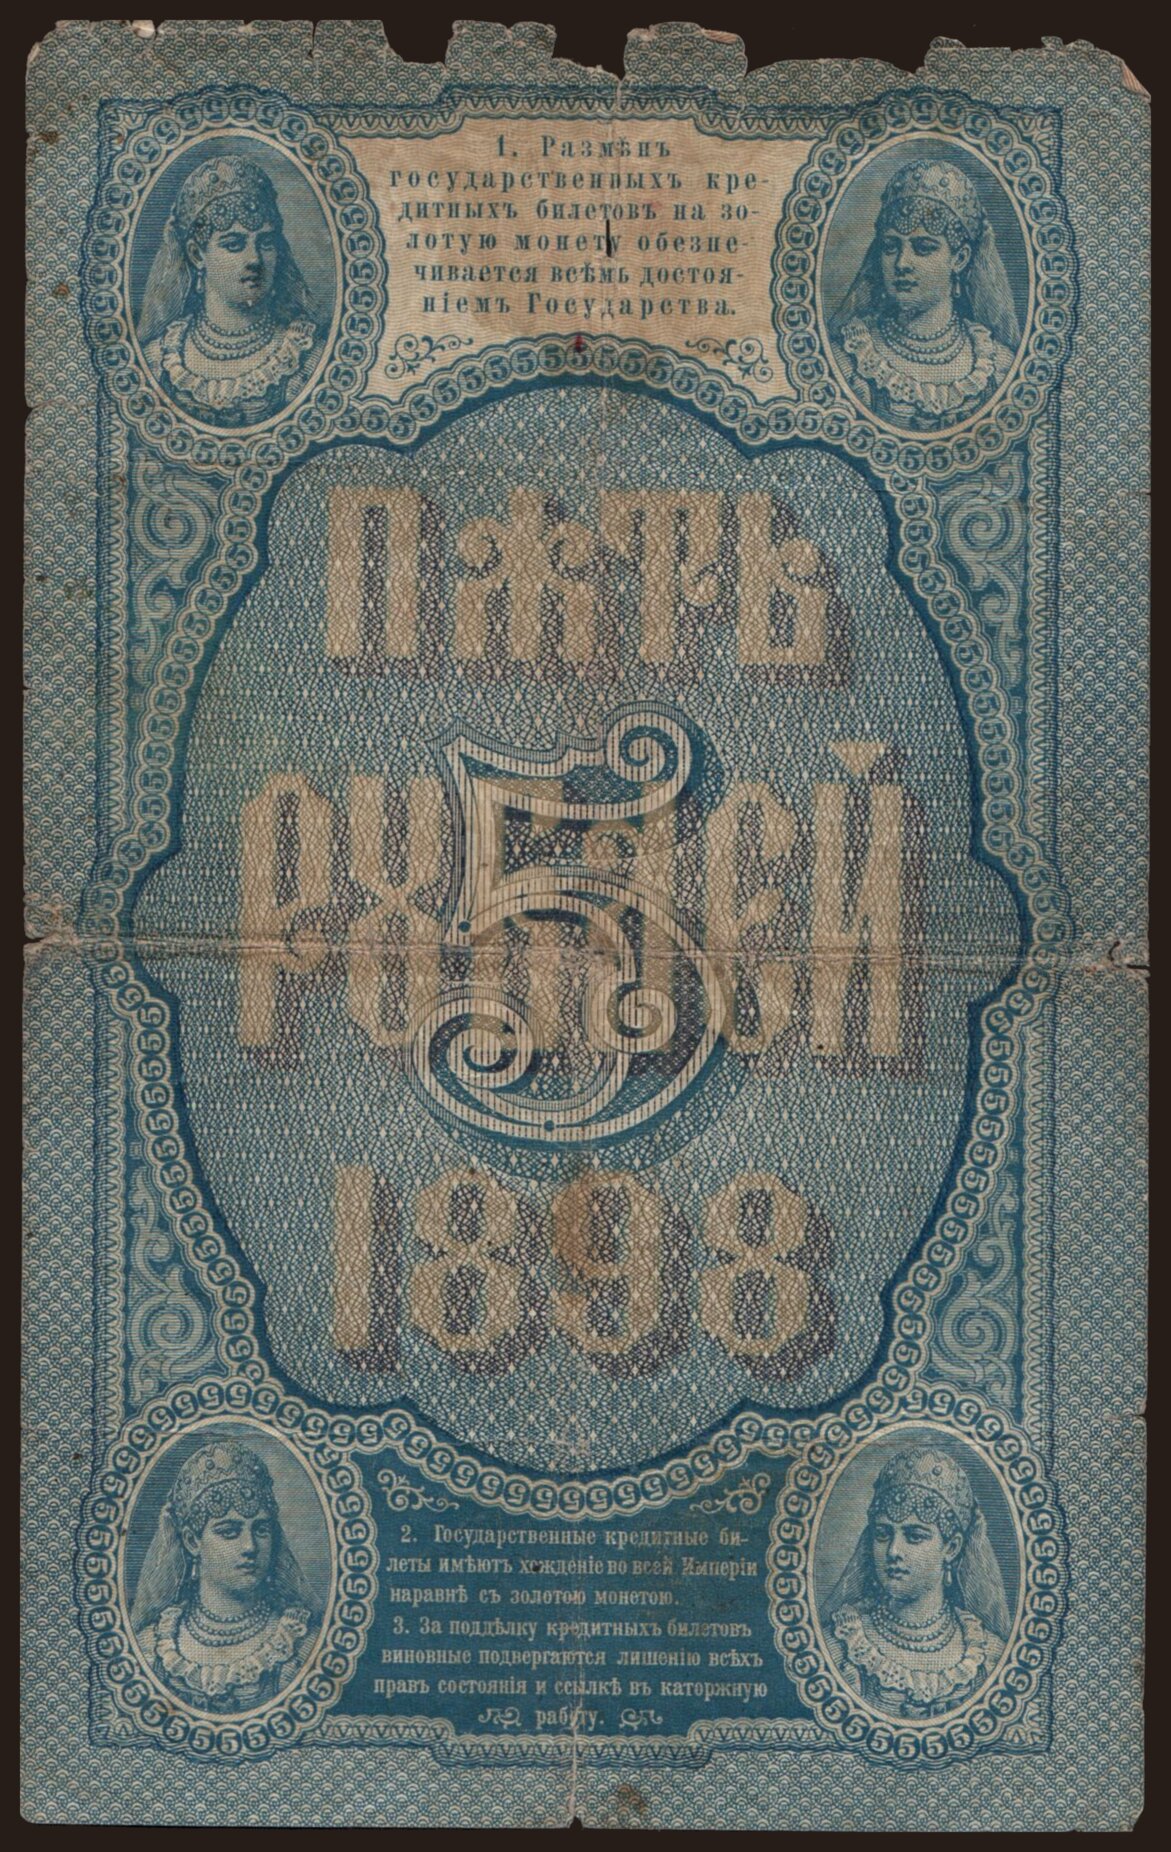 1. Размѣнъ
государственныхъ кре-
дитныхъ билетовъ на зо-
лотую монету обезпе-
чивается всѣмъ достоя-
ніемъ Государства.
ПѦТЬ
РУБЛЕЙ
5
1898
2. Государственные кредитные би-
леты имѣютъ хожденіе во всей Имперіи
наравнѣ съ золотою монетою.
3. За поддѣлку кредитныхъ билетовъ
виновные подвергаются лишенію всѣхъ
правъ состоянія и ссылкѣ въ каторжную
работу.